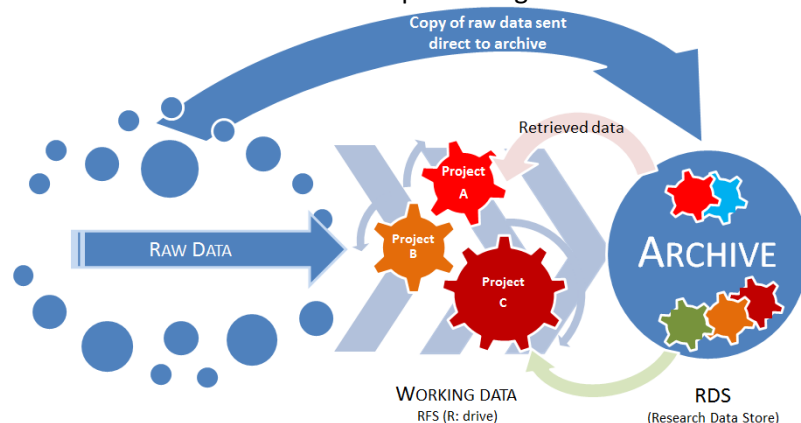 Copy of raw data sent
direct to archive
Retrieved data
Project
A
RAW DATA
Project
B
Project
C
ARCHIVE
WORKING DATA
RFS (R: drive)
RDS
(Research Data Store)